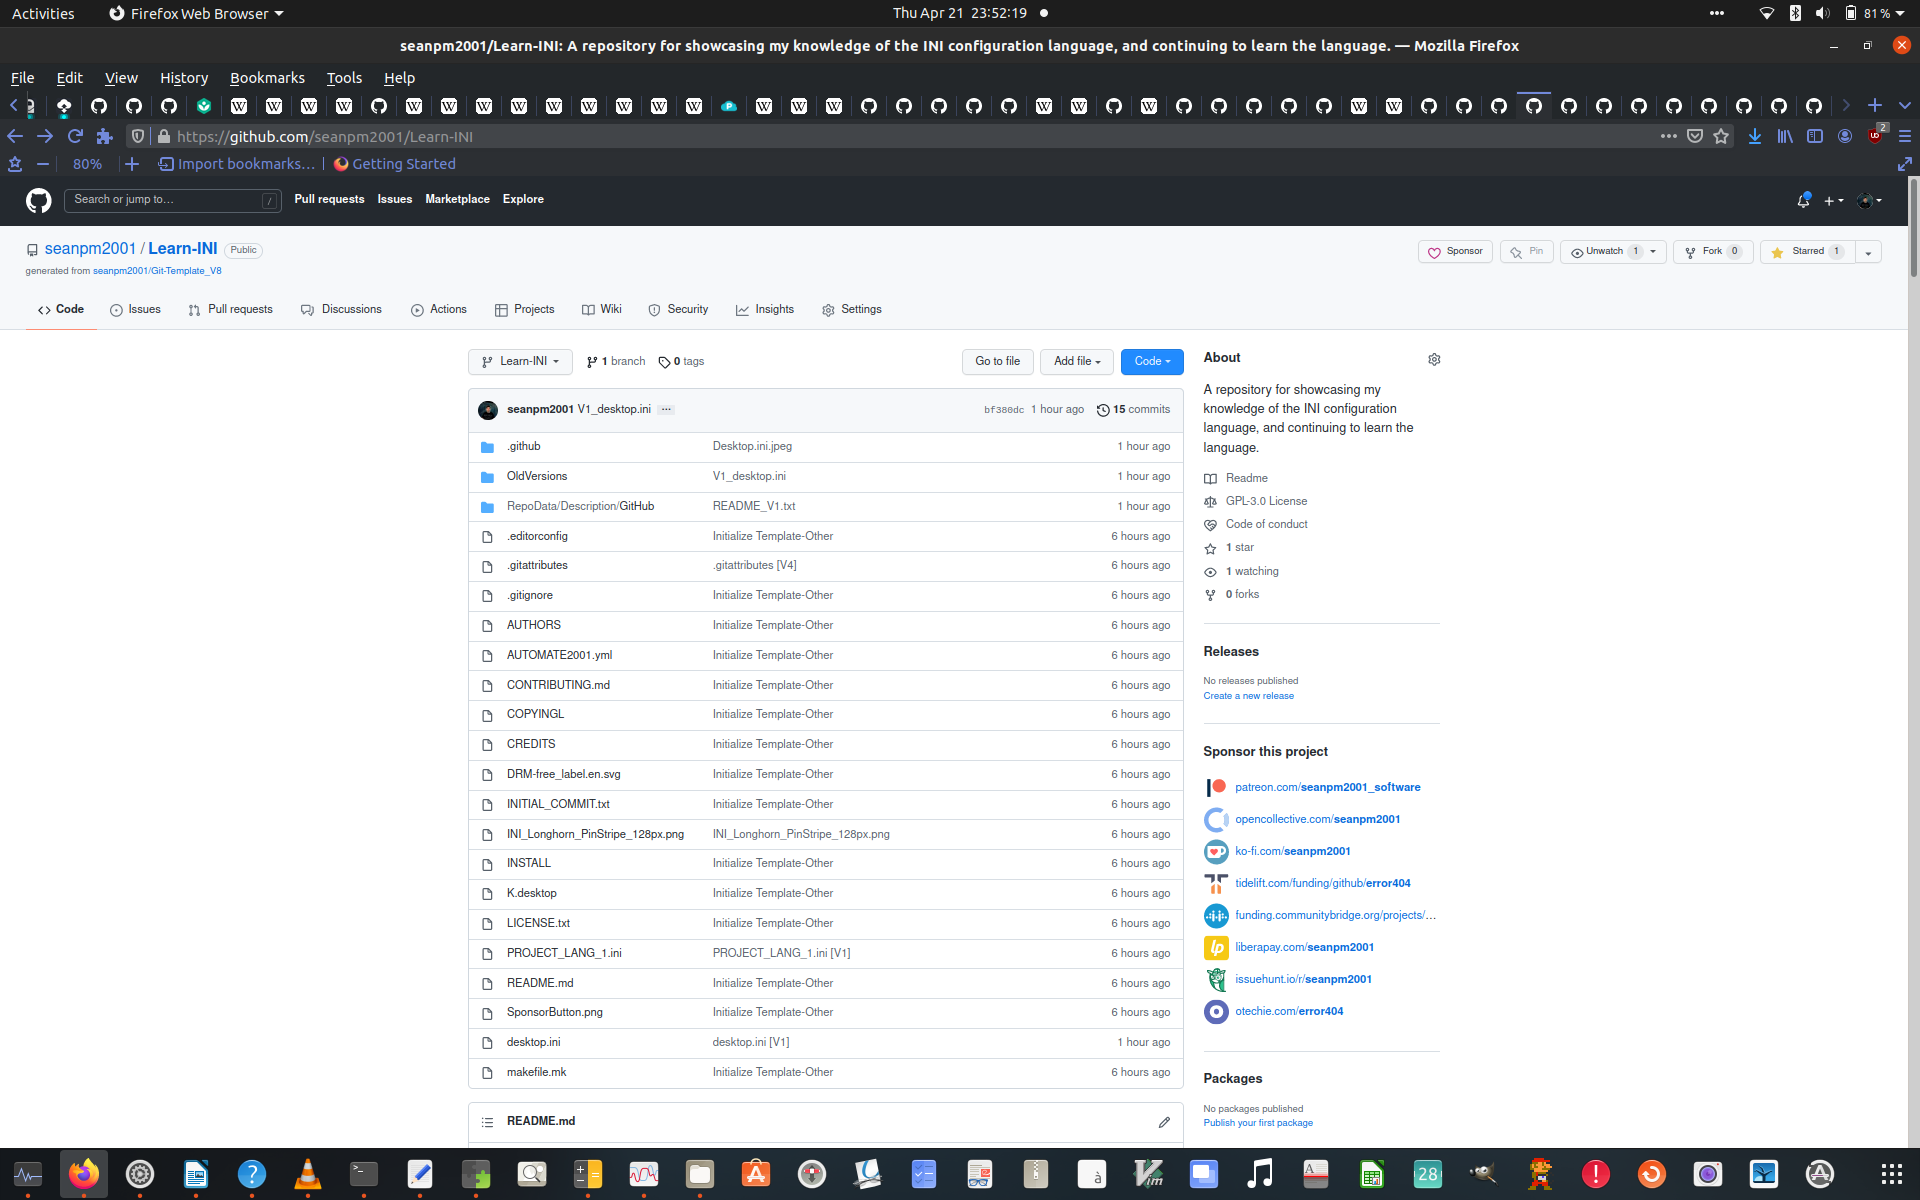 Activities
Firefox Web Browser
Thu Apr 21 23:52:19
81%
seanpm2001/Learn-INI: A repository for showcasing my knowledge of the INI configuration language, and continuing to learn the language. — Mozilla Firefox
File Edit View History Bookmarks Tools Help
https://github.com/seanpm2001/Learn-INI
2
80%
Import bookmarks...
Getting Started
Search or jump to...
/
Pull requests Issues Marketplace Explore
seanpm2001 / Learn-INI
Public
generated from seanpm2001/Git-Template_V8
Sponsor
Pin
Unwatch 1
Fork 0
Starred 1
Code
Issues
Pull requests
Discussions
Actions
Projects
Wiki
Security
Insights
Settings
Learn-INI
1 branch
0 tags
Go to file
Add file
Code
seanpm2001 V1_desktop.ini
bf380dc 1 hour ago
15 commits
.github Desktop.ini.jpeg 1 hour ago
OldVersions V1_desktop.ini 1 hour ago
RepoData/Description/GitHub README_V1.txt 1 hour ago
.editorconfig Initialize Template-Other 6 hours ago
.gitattributes .gitattributes [V4] 6 hours ago
.gitignore Initialize Template-Other 6 hours ago
AUTHORS Initialize Template-Other 6 hours ago
AUTOMATE2001.yml Initialize Template-Other 6 hours ago
CONTRIBUTING.md Initialize Template-Other 6 hours ago
COPYINGL Initialize Template-Other 6 hours ago
CREDITS Initialize Template-Other 6 hours ago
DRM-free_label.en.svg Initialize Template-Other 6 hours ago
INITIAL_COMMIT.txt Initialize Template-Other 6 hours ago
INI_Longhorn_PinStripe_128px.png INI_Longhorn_PinStripe_128px.png 6 hours ago
INSTALL Initialize Template-Other 6 hours ago
K.desktop Initialize Template-Other 6 hours ago
LICENSE.txt Initialize Template-Other 6 hours ago
PROJECT_LANG_1.ini PROJECT_LANG_1.ini [V1] 6 hours ago
README.md Initialize Template-Other 6 hours ago
SponsorButton.png Initialize Template-Other 6 hours ago
desktop.ini desktop.ini [V1] 1 hour ago
makefile.mk Initialize Template-Other 6 hours ago
README.md
About
A repository for showcasing my
knowledge of the INI configuration
language, and continuing to learn the
language.
Readme
GPL-3.0 License
Code of conduct
1 star
1 watching
0 forks
Releases
No releases published
Create a new release
Sponsor this project
patreon.com/seanpm2001_software
opencollective.com/seanpm2001
ko-fi.com/seanpm2001
tidelift.com/funding/github/error404
funding.communitybridge.org/projects/...
liberapay.com/seanpm2001
issuehunt.io/r/seanpm2001
otechie.com/error404
Packages
No packages published
Publish your first package
28